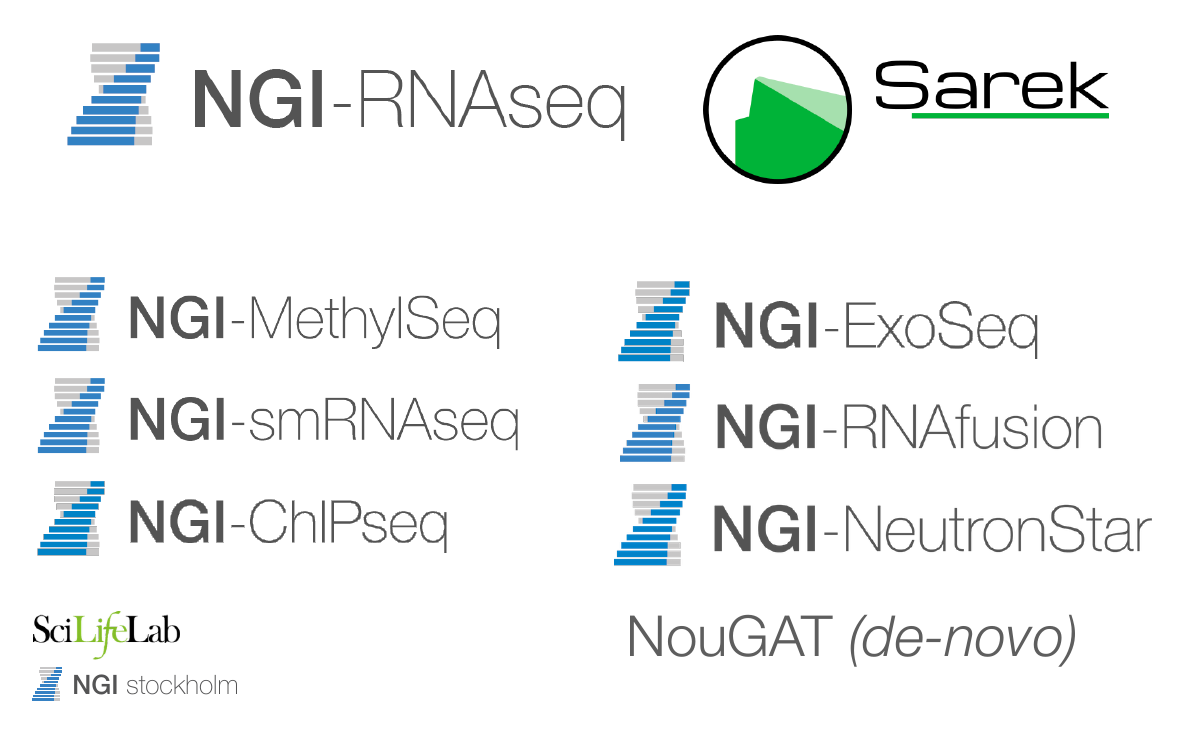 NGI-RNAseq
Sarek
NGI-MethylSeq
NGI-ExoSeq
NGI-smRNAseq
NGI-RNAfusion
NGI-ChIPseq
NGI-NeutronStar
SciLifeLab
NouGAT (de-novo)
NGI stockholm